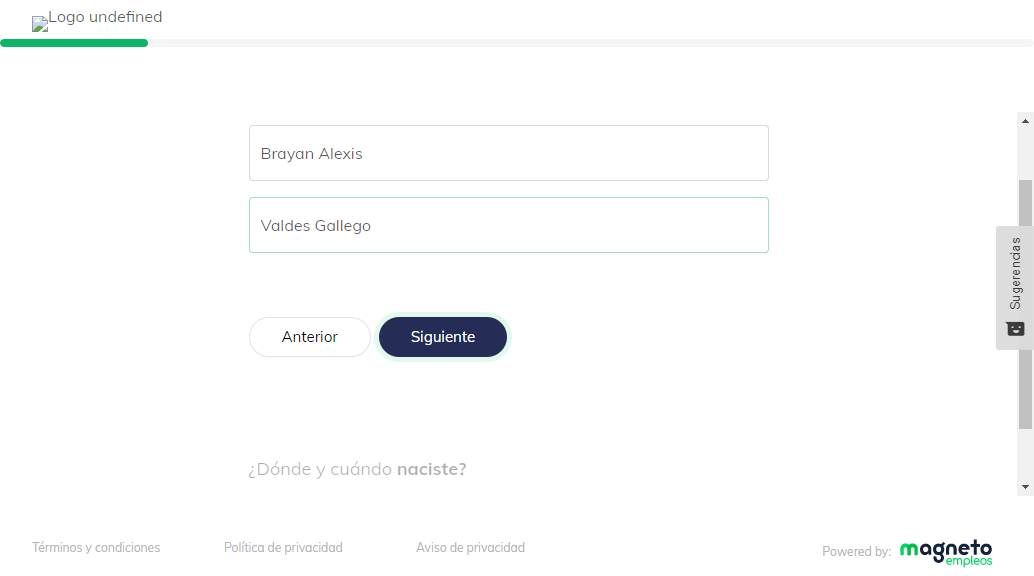 Logo undefined
Brayan Alexis
Valdes Gallego
Anterior Siguiente
Sugerencias
¿Dónde y cuándo naciste?
Términos y condiciones Política de privacidad Aviso de privacidad Powered by: magneto empleos